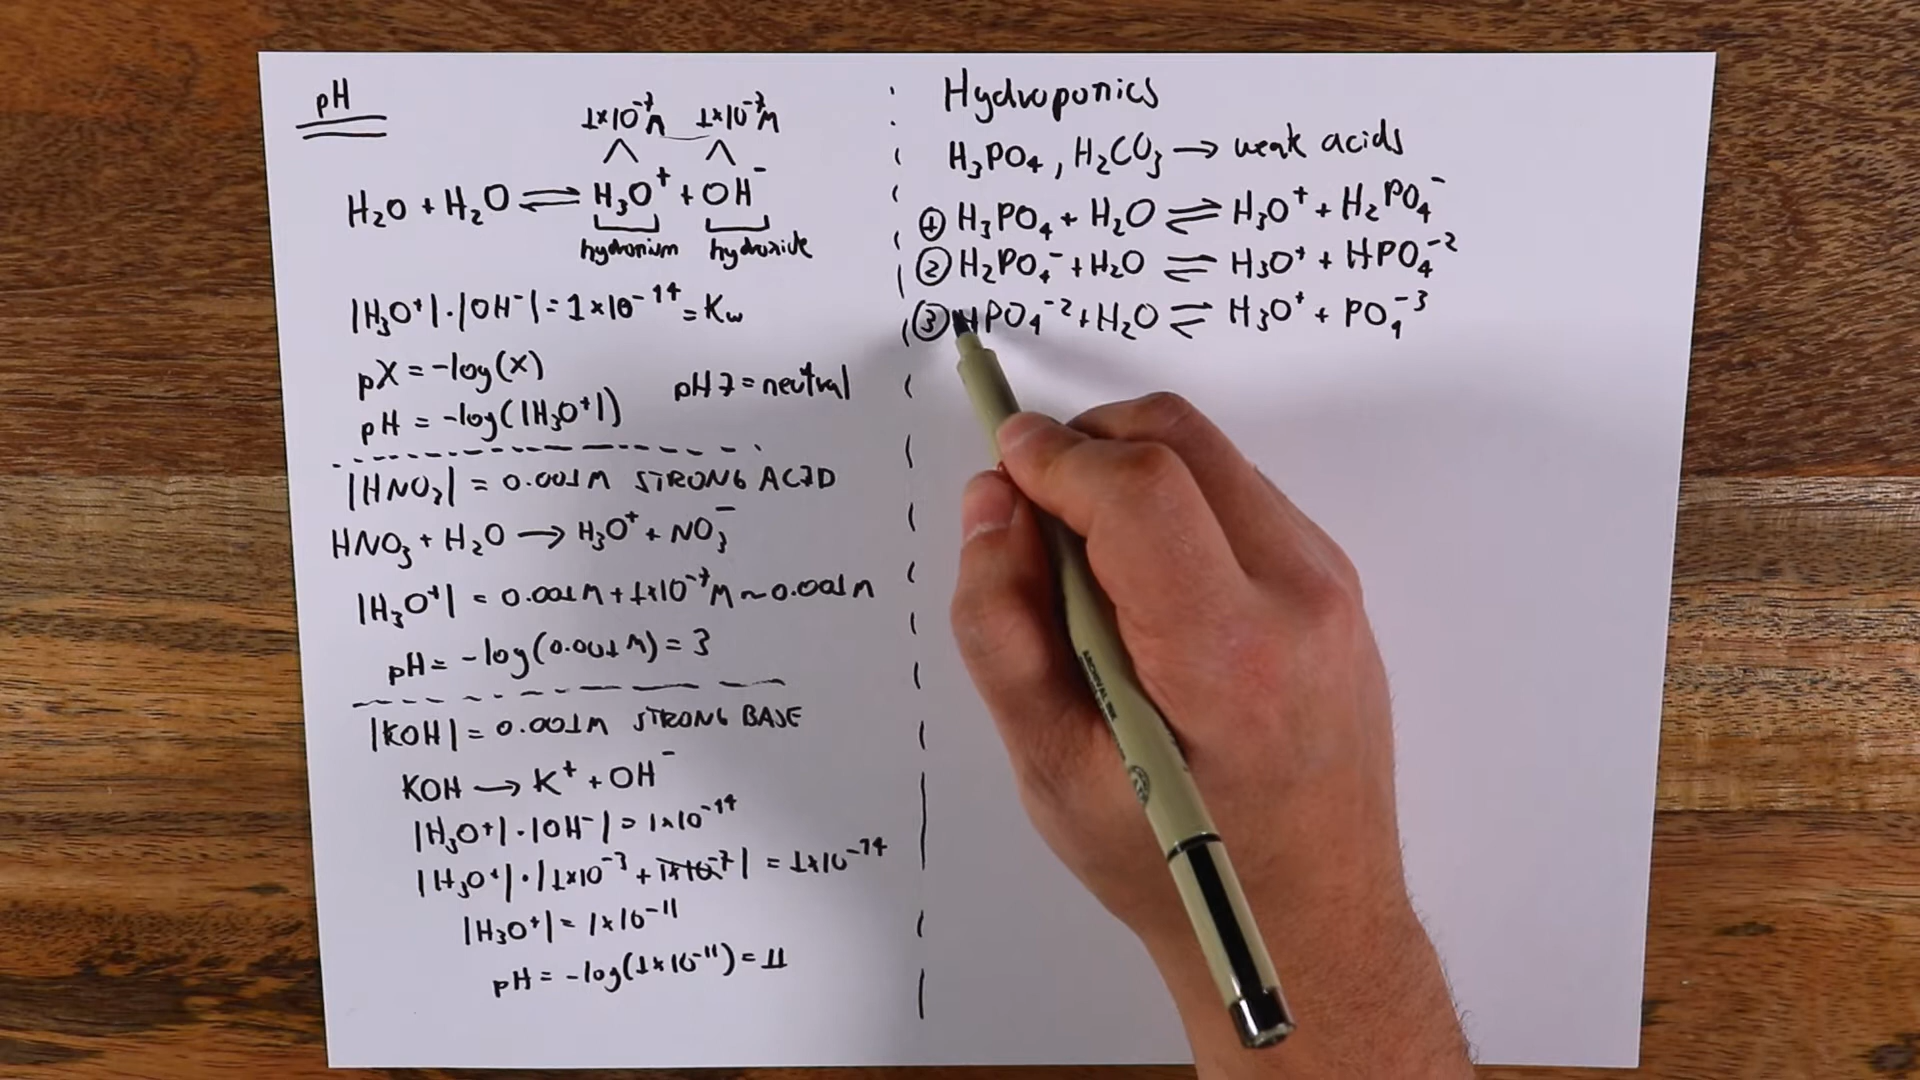 pH
1×10⁻⁷M 1×10⁻⁷M
H₂O + H₂O ⇌ H₃O⁺ + OH⁻
hydronium hydroxide
|H₃O⁺|·|OH⁻| = 1×10⁻¹⁴ = Kw
pX = -log(x)
pH 7 = neutral
pH = -log(|H₃O⁺|)
|HNO₃| = 0.001M STRONG ACID
HNO₃ + H₂O → H₃O⁺ + NO₃⁻
|H₃O⁺| = 0.001M + 1×10⁻⁷M ~ 0.001M
pH = -log(0.001M) = 3
|KOH| = 0.001M STRONG BASE
KOH → K⁺ + OH⁻
|H₃O⁺|·|OH⁻| = 1×10⁻¹⁴
|H₃O⁺|·|1×10⁻³ + 1×10⁻⁷| = 1×10⁻¹⁴
|H₃O⁺| = 1×10⁻¹¹
pH = -log(1×10⁻¹¹) = 11
Hydroponics
H₃PO₄, H₂CO₃ → weak acids
① H₃PO₄ + H₂O ⇌ H₃O⁺ + H₂PO₄⁻
② H₂PO₄⁻ + H₂O ⇌ H₃O⁺ + HPO₄⁻²
③ HPO₄⁻² + H₂O ⇌ H₃O⁺ + PO₄⁻³
ARCHIVAL INK